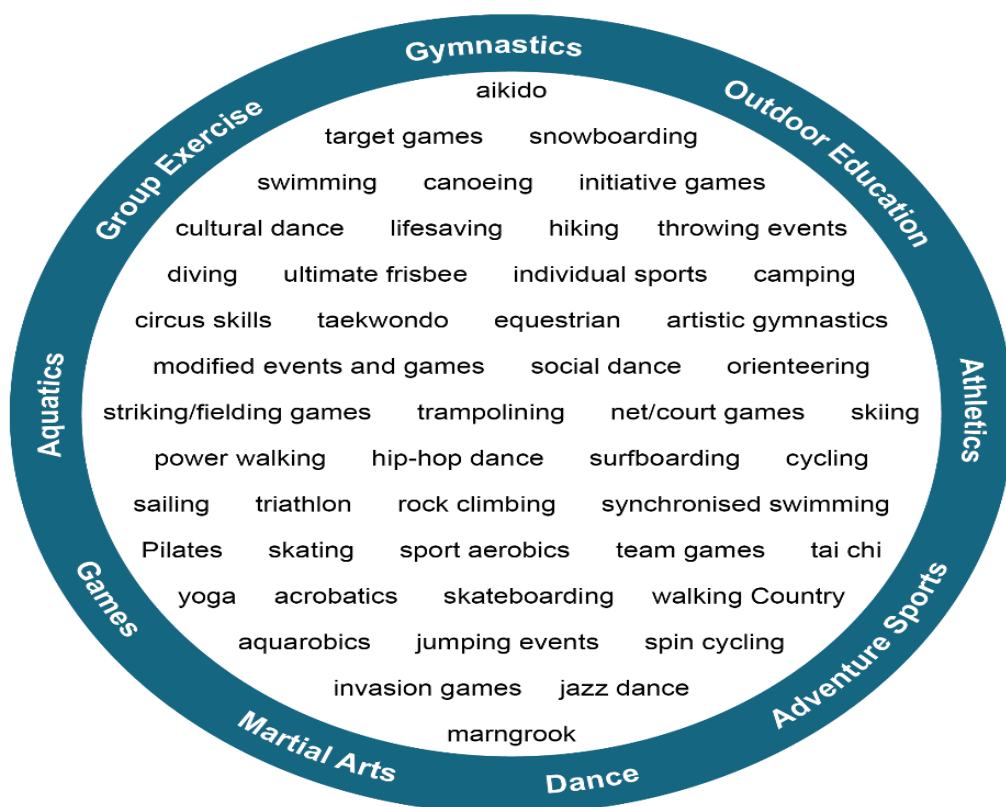 Gymnastics
Outdoor Education
Athletics
Adventure Sports
Dance
Martial Arts
Games
Aquatics
Group Exercise
aikido
target games snowboarding
swimming canoeing initiative games
cultural dance lifesaving hiking throwing events
diving ultimate frisbee individual sports camping
circus skills taekwondo equestrian artistic gymnastics
modified events and games social dance orienteering
striking/fielding games trampolining net/court games skiing
power walking hip-hop dance surfboarding cycling
sailing triathlon rock climbing synchronised swimming
Pilates skating sport aerobics team games tai chi
yoga acrobatics skateboarding walking Country
aquarobics jumping events spin cycling
invasion games jazz dance
marngrook